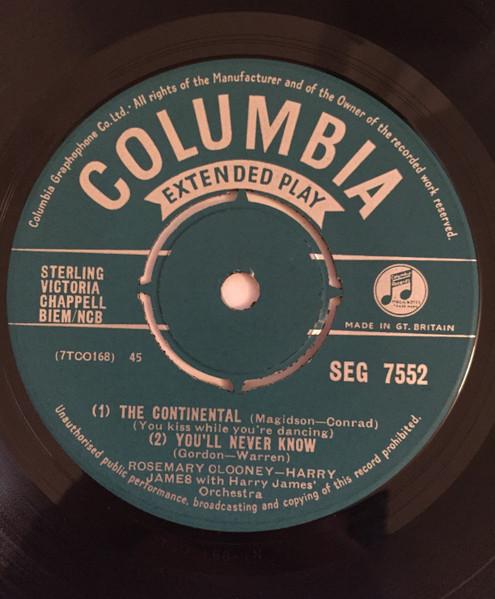 Columbia Graphophone Co. Ltd. · All rights of the Manufacturer and of the Owner of the recorded work reserved.
COLUMBIA
EXTENDED PLAY
STERLING
VICTORIA
CHAPPELL
BIEM/NCB
MADE IN GT. BRITAIN
(7TCO168) 45
SEG 7552
(1) THE CONTINENTAL (Magidson—Conrad)
(You kiss while you're dancing)
(2) YOU'LL NEVER KNOW
(Gordon—Warren)
ROSEMARY CLOONEY—HARRY
JAMES with Harry James'
Orchestra
Unauthorised public performance, broadcasting and copying of this record prohibited.